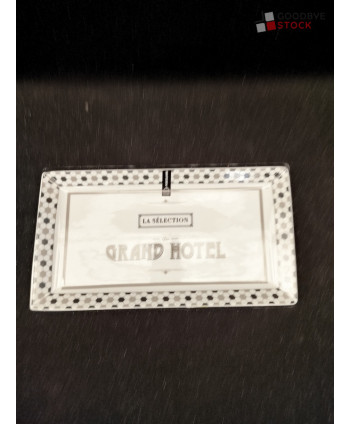 GOODBYE
STOCK
LA SÉLECTION
GRAND HOTEL